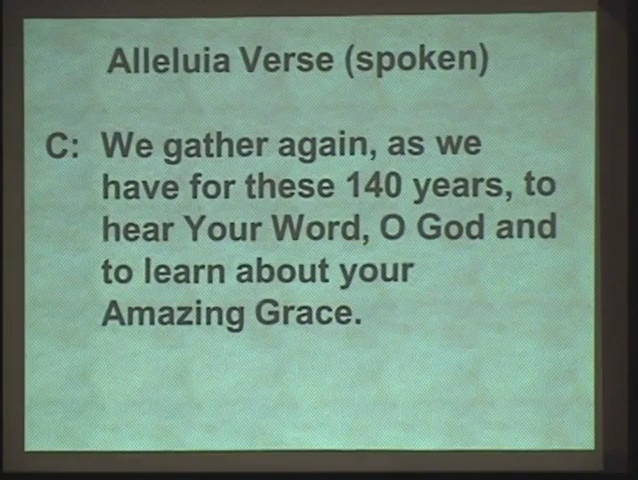 Alleluia Verse (spoken)
C: We gather again, as we
have for these 140 years, to
hear Your Word, O God and
to learn about your
Amazing Grace.